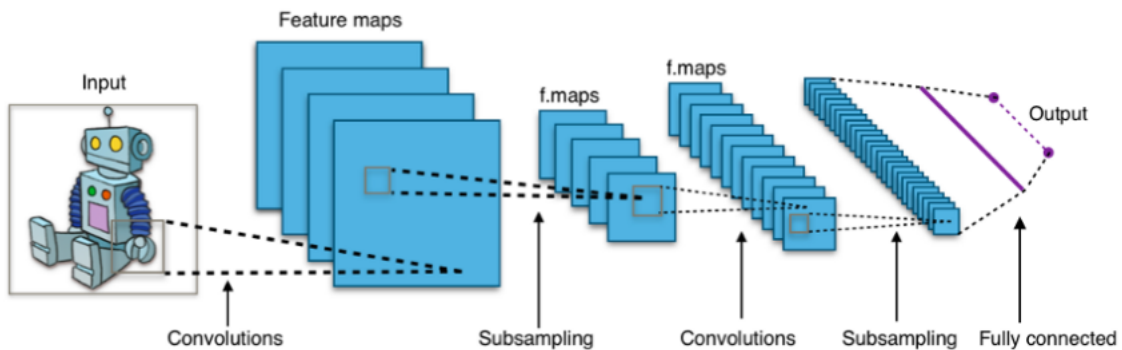 Feature maps
f.maps
Input
f.maps
Output
Convolutions
Subsampling
Convolutions
Subsampling
Fully connected